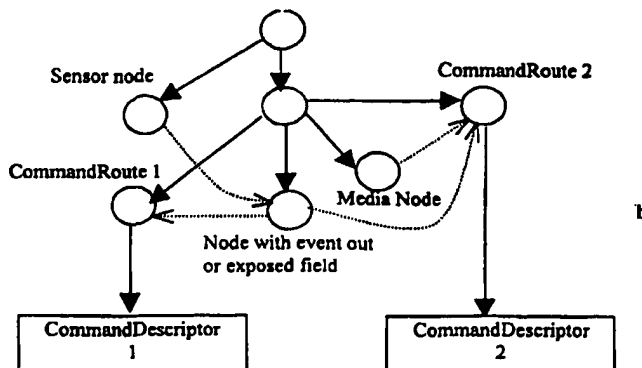 Sensor node
CommandRoute 2
CommandRoute 1
Media Node
Node with event out
or exposed field
CommandDescriptor
1
CommandDescriptor
2